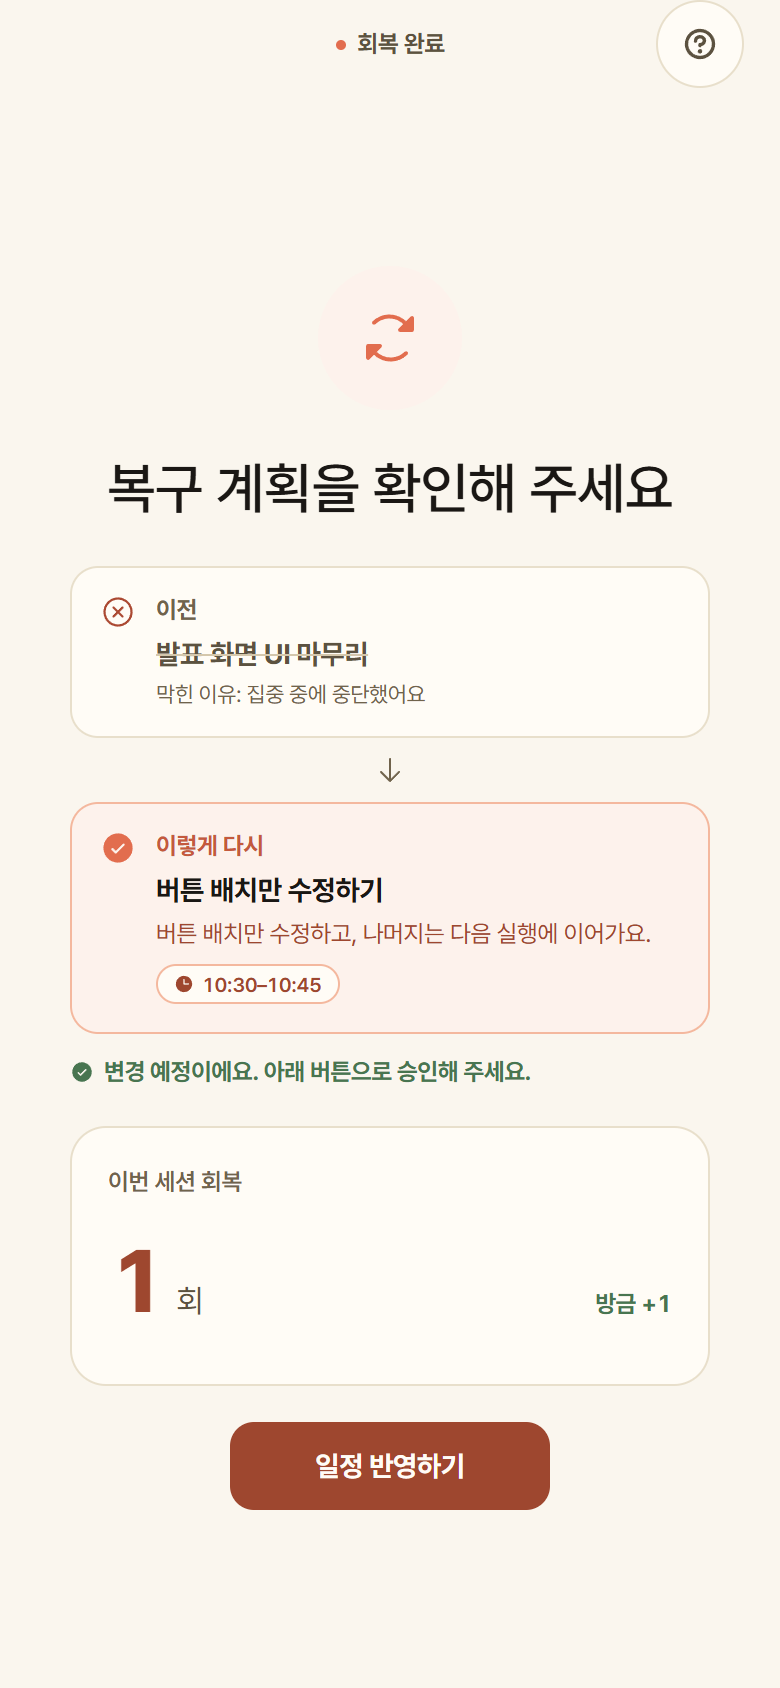 회복 완료
복구 계획을 확인해 주세요
이전
발표 화면 UI 마무리
막힌 이유: 집중 중에 중단했어요
이렇게 다시
버튼 배치만 수정하기
버튼 배치만 수정하고, 나머지는 다음 실행에 이어가요.
10:30–10:45
변경 예정이에요. 아래 버튼으로 승인해 주세요.
이번 세션 회복
1 회
방금 +1
일정 반영하기